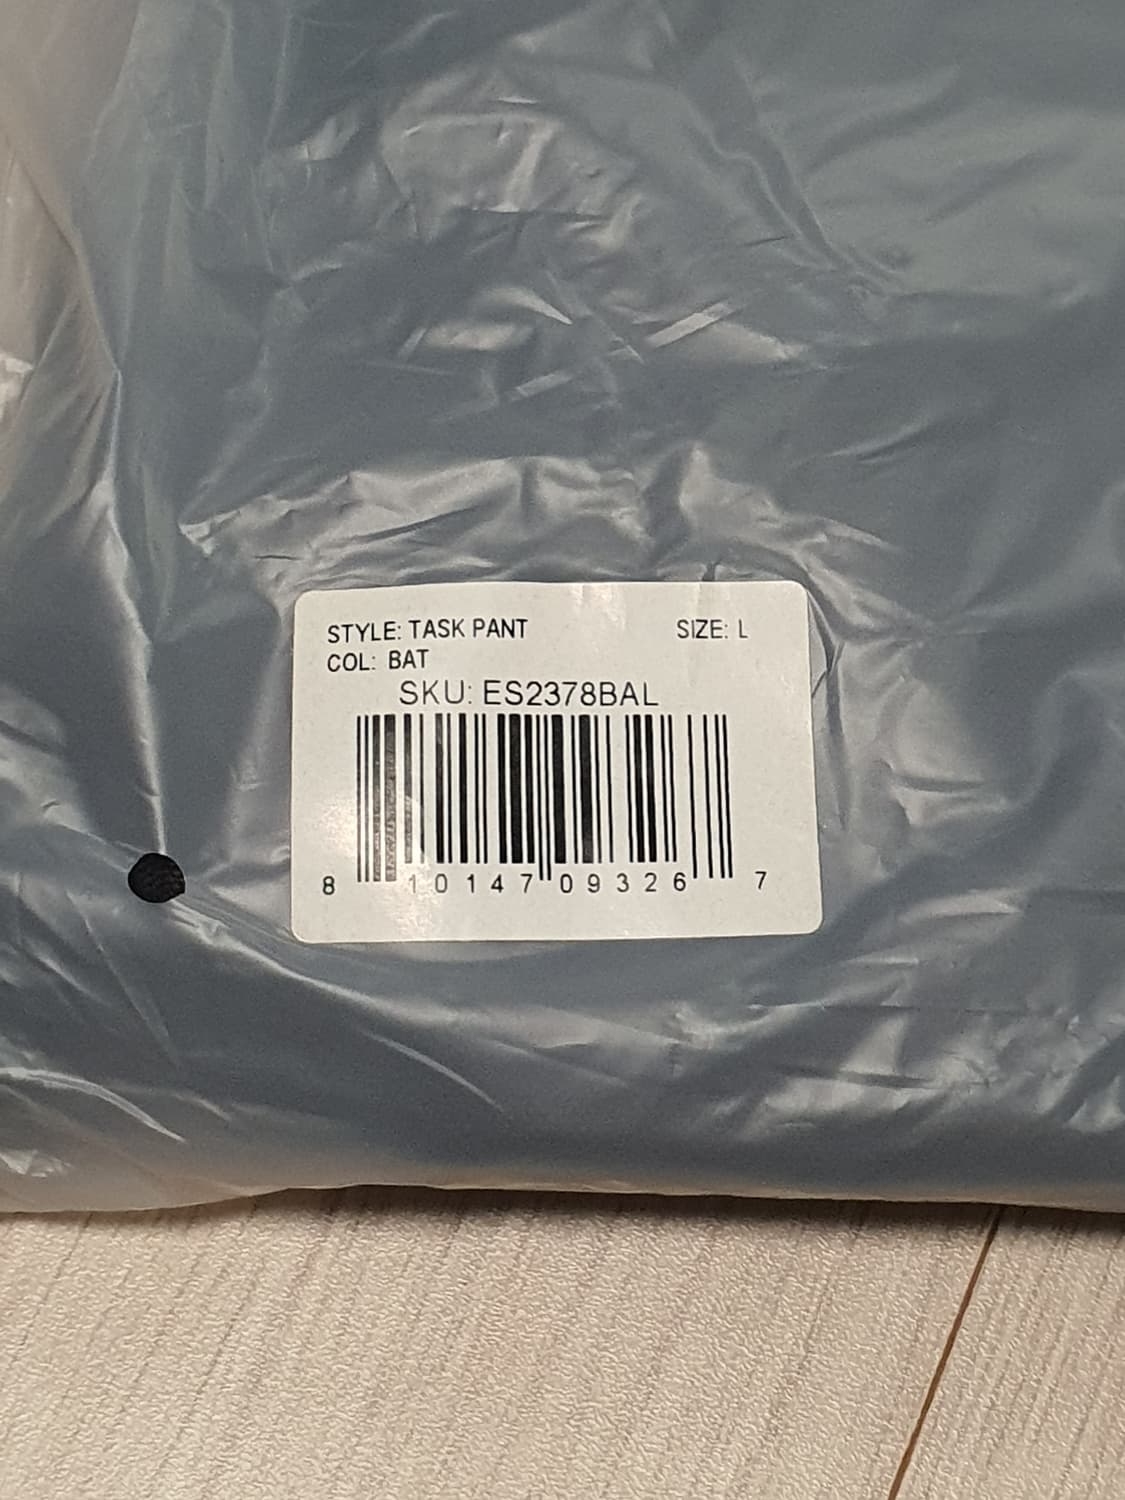 STYLE: TASK PANT SIZE: L
COL: BAT
SKU: ES2378BAL
8 10147 09326 7